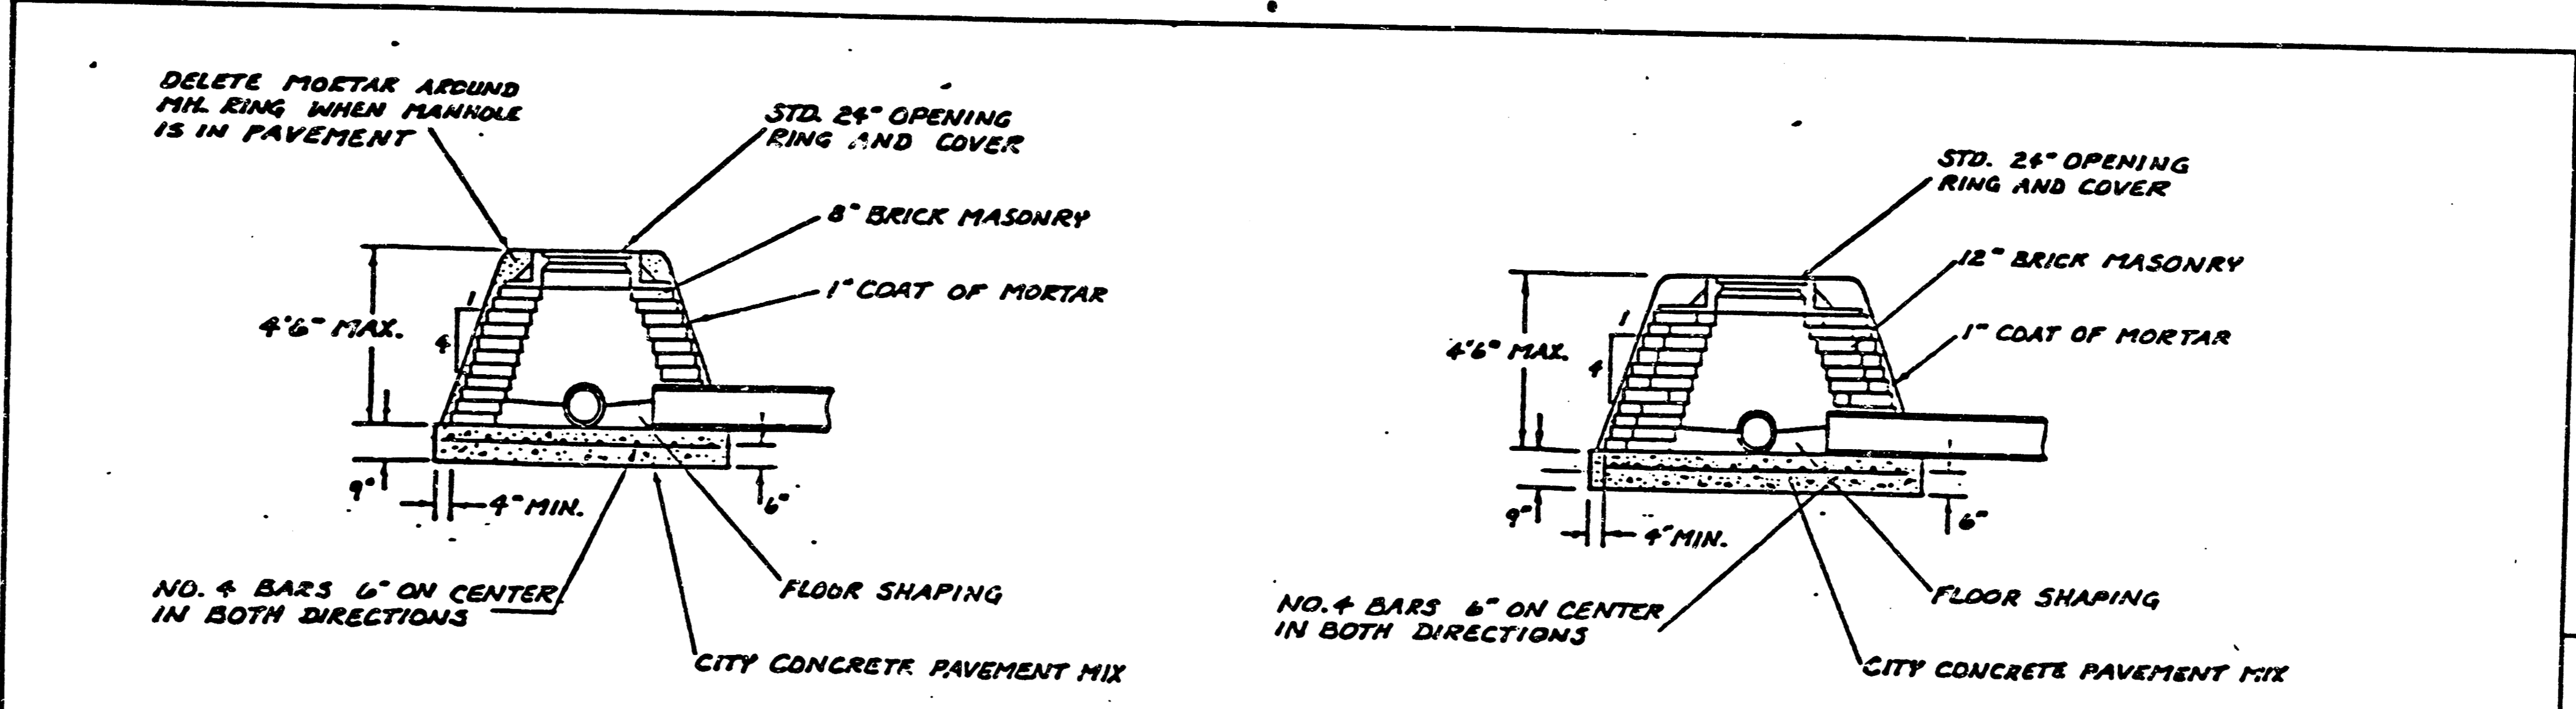 DELETE MORTAR AROUND
MH. RING WHEN MANHOLE
IS IN PAVEMENT
STD. 24" OPENING
RING AND COVER
8" BRICK MASONRY
1" COAT OF MORTAR
1
4
4'6" MAX.
9"
4" MIN.
6"
NO. 4 BARS 6" ON CENTER
IN BOTH DIRECTIONS
FLOOR SHAPING
CITY CONCRETE PAVEMENT MIX
STD. 24" OPENING
RING AND COVER
12" BRICK MASONRY
1" COAT OF MORTAR
1
4
4'6" MAX.
9"
4" MIN.
6"
NO. 4 BARS 6" ON CENTER
IN BOTH DIRECTIONS
FLOOR SHAPING
CITY CONCRETE PAVEMENT MIX